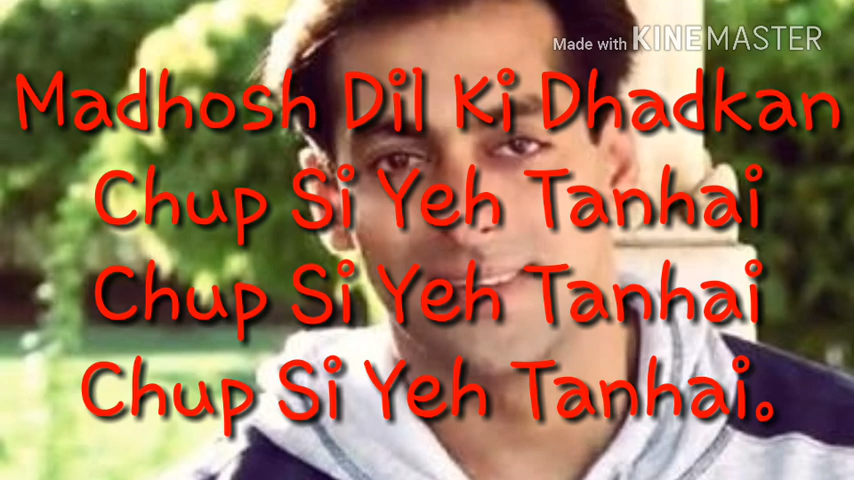 Made with KINEMASTER
Madhosh Dil Ki Dhadkan
Chup Si Yeh Tanhai
Chup Si Yeh Tanhai
Chup Si Yeh Tanhai.